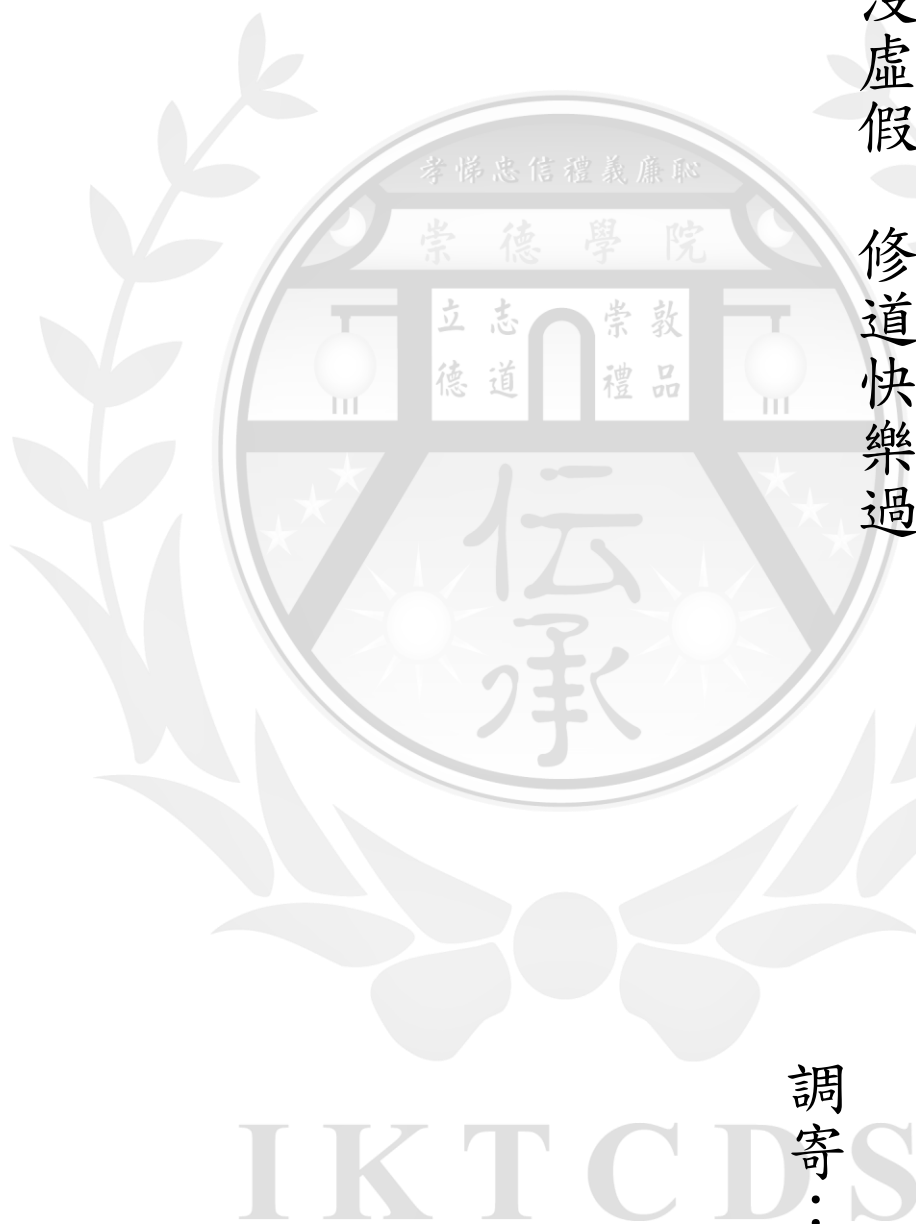 沒虛假　修道快樂過
調寄：
孝悌忠信禮義廉恥
崇德學院
立德 志道 崇禮 敦品
伝承
IKTCDS